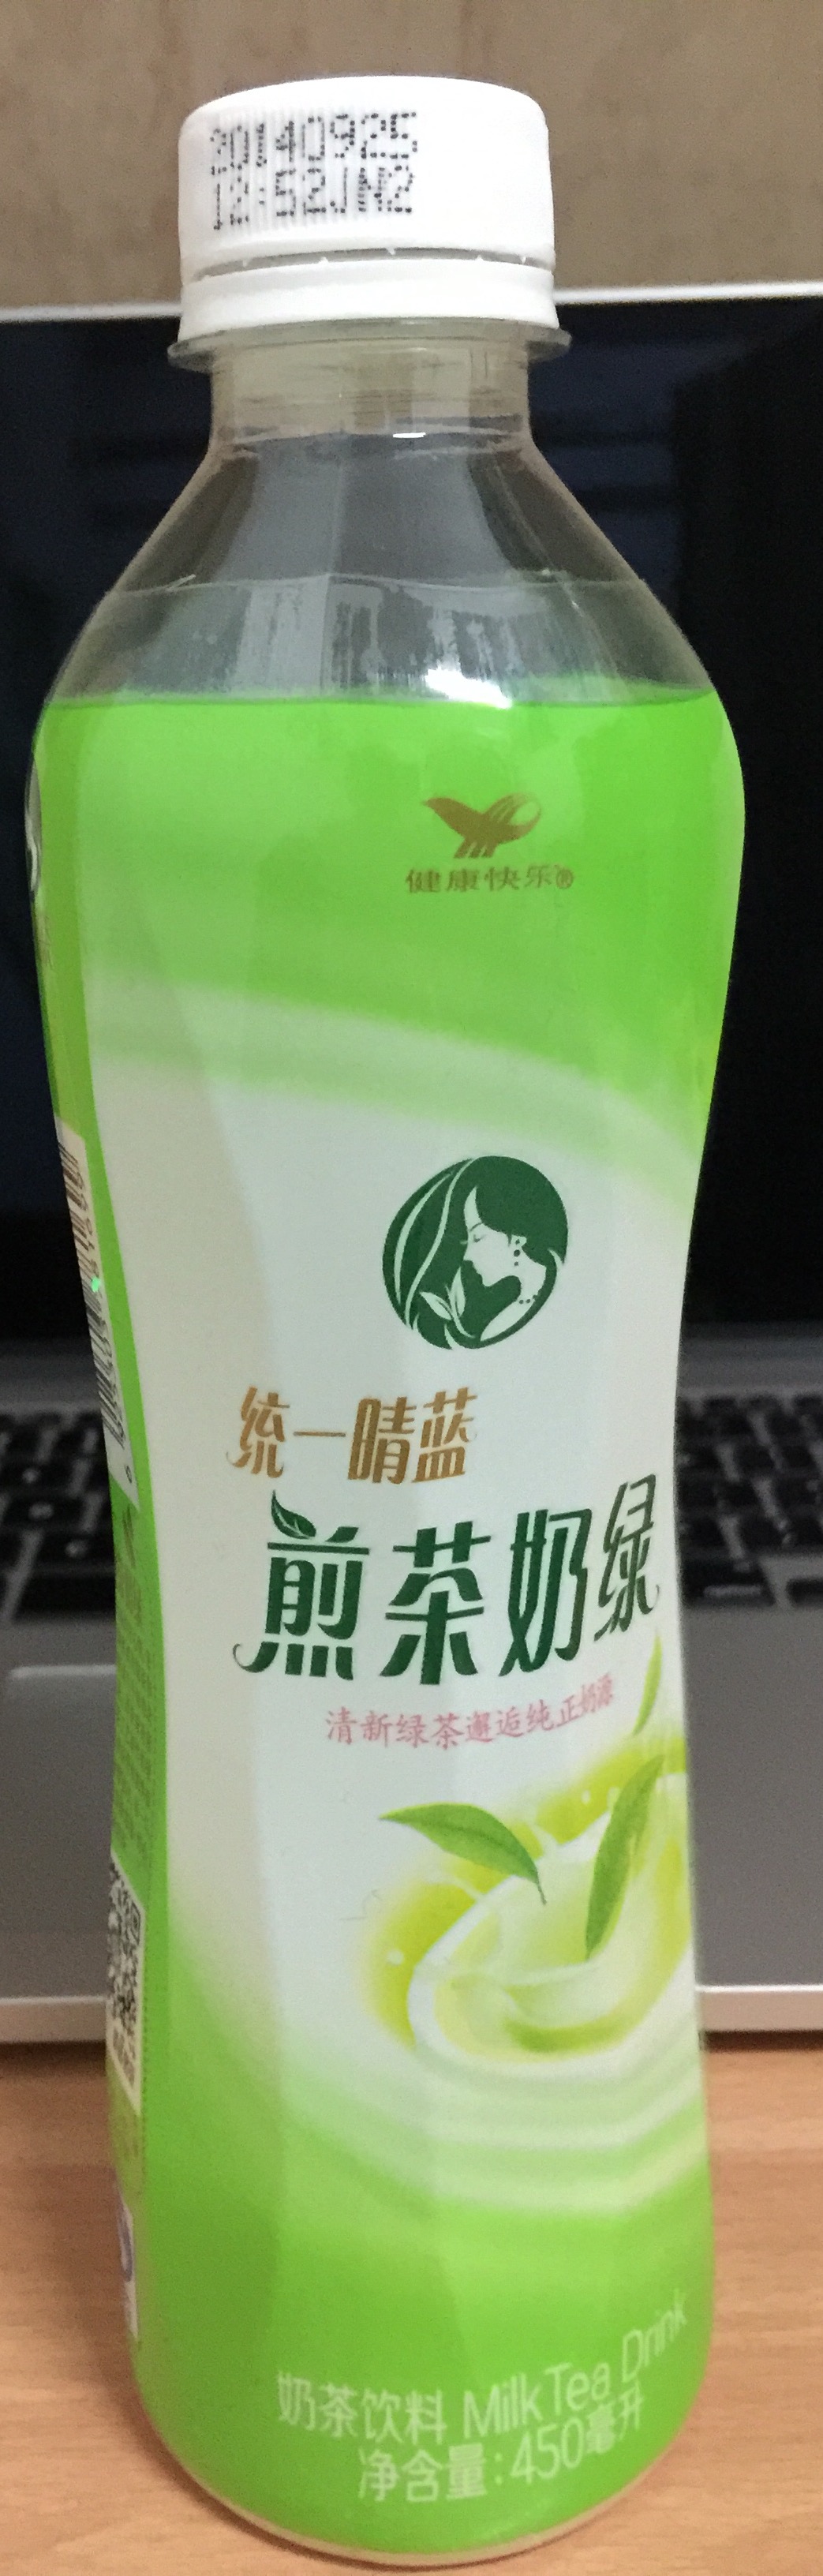 20140925
12:52JN2
健康快乐®
统一晴蓝
煎茶奶绿
清新绿茶邂逅纯正奶源
奶茶饮料 Milk Tea Drink
净含量:450毫升